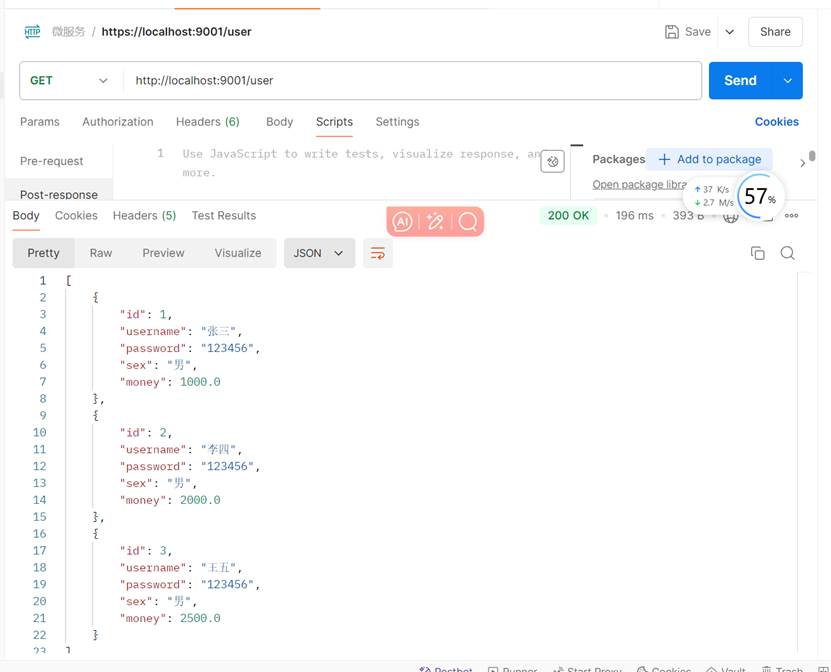 HTTP 微服务 / https://localhost:9001/user Save Share
GET http://localhost:9001/user Send
Params Authorization Headers (6) Body Scripts Settings Cookies
Pre-request
Post-response
1 Use JavaScript to write tests, visualize response, an
more.
Packages Add to package
Open package libra
37 K/s
2.7 M/s
57%
Body Cookies Headers (5) Test Results AI 200 OK 196 ms 393 B
Pretty Raw Preview Visualize JSON
1 [
2 {
3 "id": 1,
4 "username": "张三",
5 "password": "123456",
6 "sex": "男",
7 "money": 1000.0
8 },
9 {
10 "id": 2,
11 "username": "李四",
12 "password": "123456",
13 "sex": "男",
14 "money": 2000.0
15 },
16 {
17 "id": 3,
18 "username": "王五",
19 "password": "123456",
20 "sex": "男",
21 "money": 2500.0
22 }
23 ]
Postbot Runner Start Proxy Cookies Vault Trash